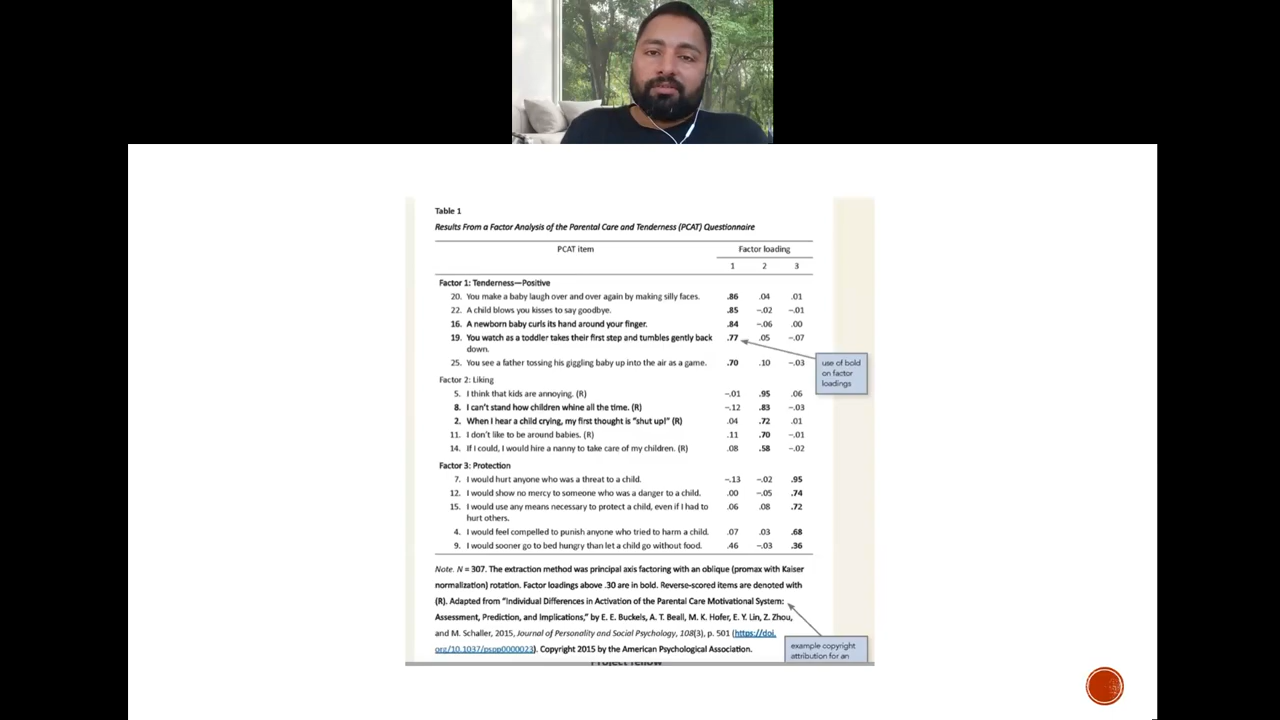 Table 1
Results From a Factor Analysis of the Parental Care and Tenderness (PCAT) Questionnaire
PCAT item Factor loading
1 2 3
Factor 1: Tenderness—Positive
20. You make a baby laugh over and over again by making silly faces. .86 .04 .01
22. A child blows you kisses to say goodbye. .85 –.02 –.01
16. A newborn baby curls its hand around your finger. .84 –.06 .00
19. You watch as a toddler takes their first step and tumbles gently back .77 .05 –.07
down.
25. You see a father tossing his giggling baby up into the air as a game. .70 .10 –.03
use of bold
on factor
loadings
Factor 2: Liking
5. I think that kids are annoying. (R) –.01 .95 .06
8. I can't stand how children whine all the time. (R) –.12 .83 –.03
2. When I hear a child crying, my first thought is "shut up!" (R) .04 .72 .01
11. I don't like to be around babies. (R) .11 .70 –.01
14. If I could, I would hire a nanny to take care of my children. (R) .08 .58 –.02
Factor 3: Protection
7. I would hurt anyone who was a threat to a child. –.13 –.02 .95
12. I would show no mercy to someone who was a danger to a child. .00 –.05 .74
15. I would use any means necessary to protect a child, even if I had to .06 .08 .72
hurt others.
4. I would feel compelled to punish anyone who tried to harm a child. .07 .03 .68
9. I would sooner go to bed hungry than let a child go without food. .46 –.03 .36
Note. N = 307. The extraction method was principal axis factoring with an oblique (promax with Kaiser
normalization) rotation. Factor loadings above .30 are in bold. Reverse-scored items are denoted with
(R). Adapted from "Individual Differences in Activation of the Parental Care Motivational System:
Assessment, Prediction, and Implications," by E. E. Buckels, A. T. Beall, M. K. Hofer, E. Y. Lin, Z. Zhou,
and M. Schaller, 2015, Journal of Personality and Social Psychology, 108(3), p. 501 (https://doi.
org/10.1037/pspp0000023). Copyright 2015 by the American Psychological Association.
example copyright
attribution for an
Project Fellow